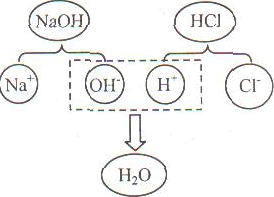 NaOH HCl
Na⁺ OH⁻ H⁺ Cl⁻
H₂O